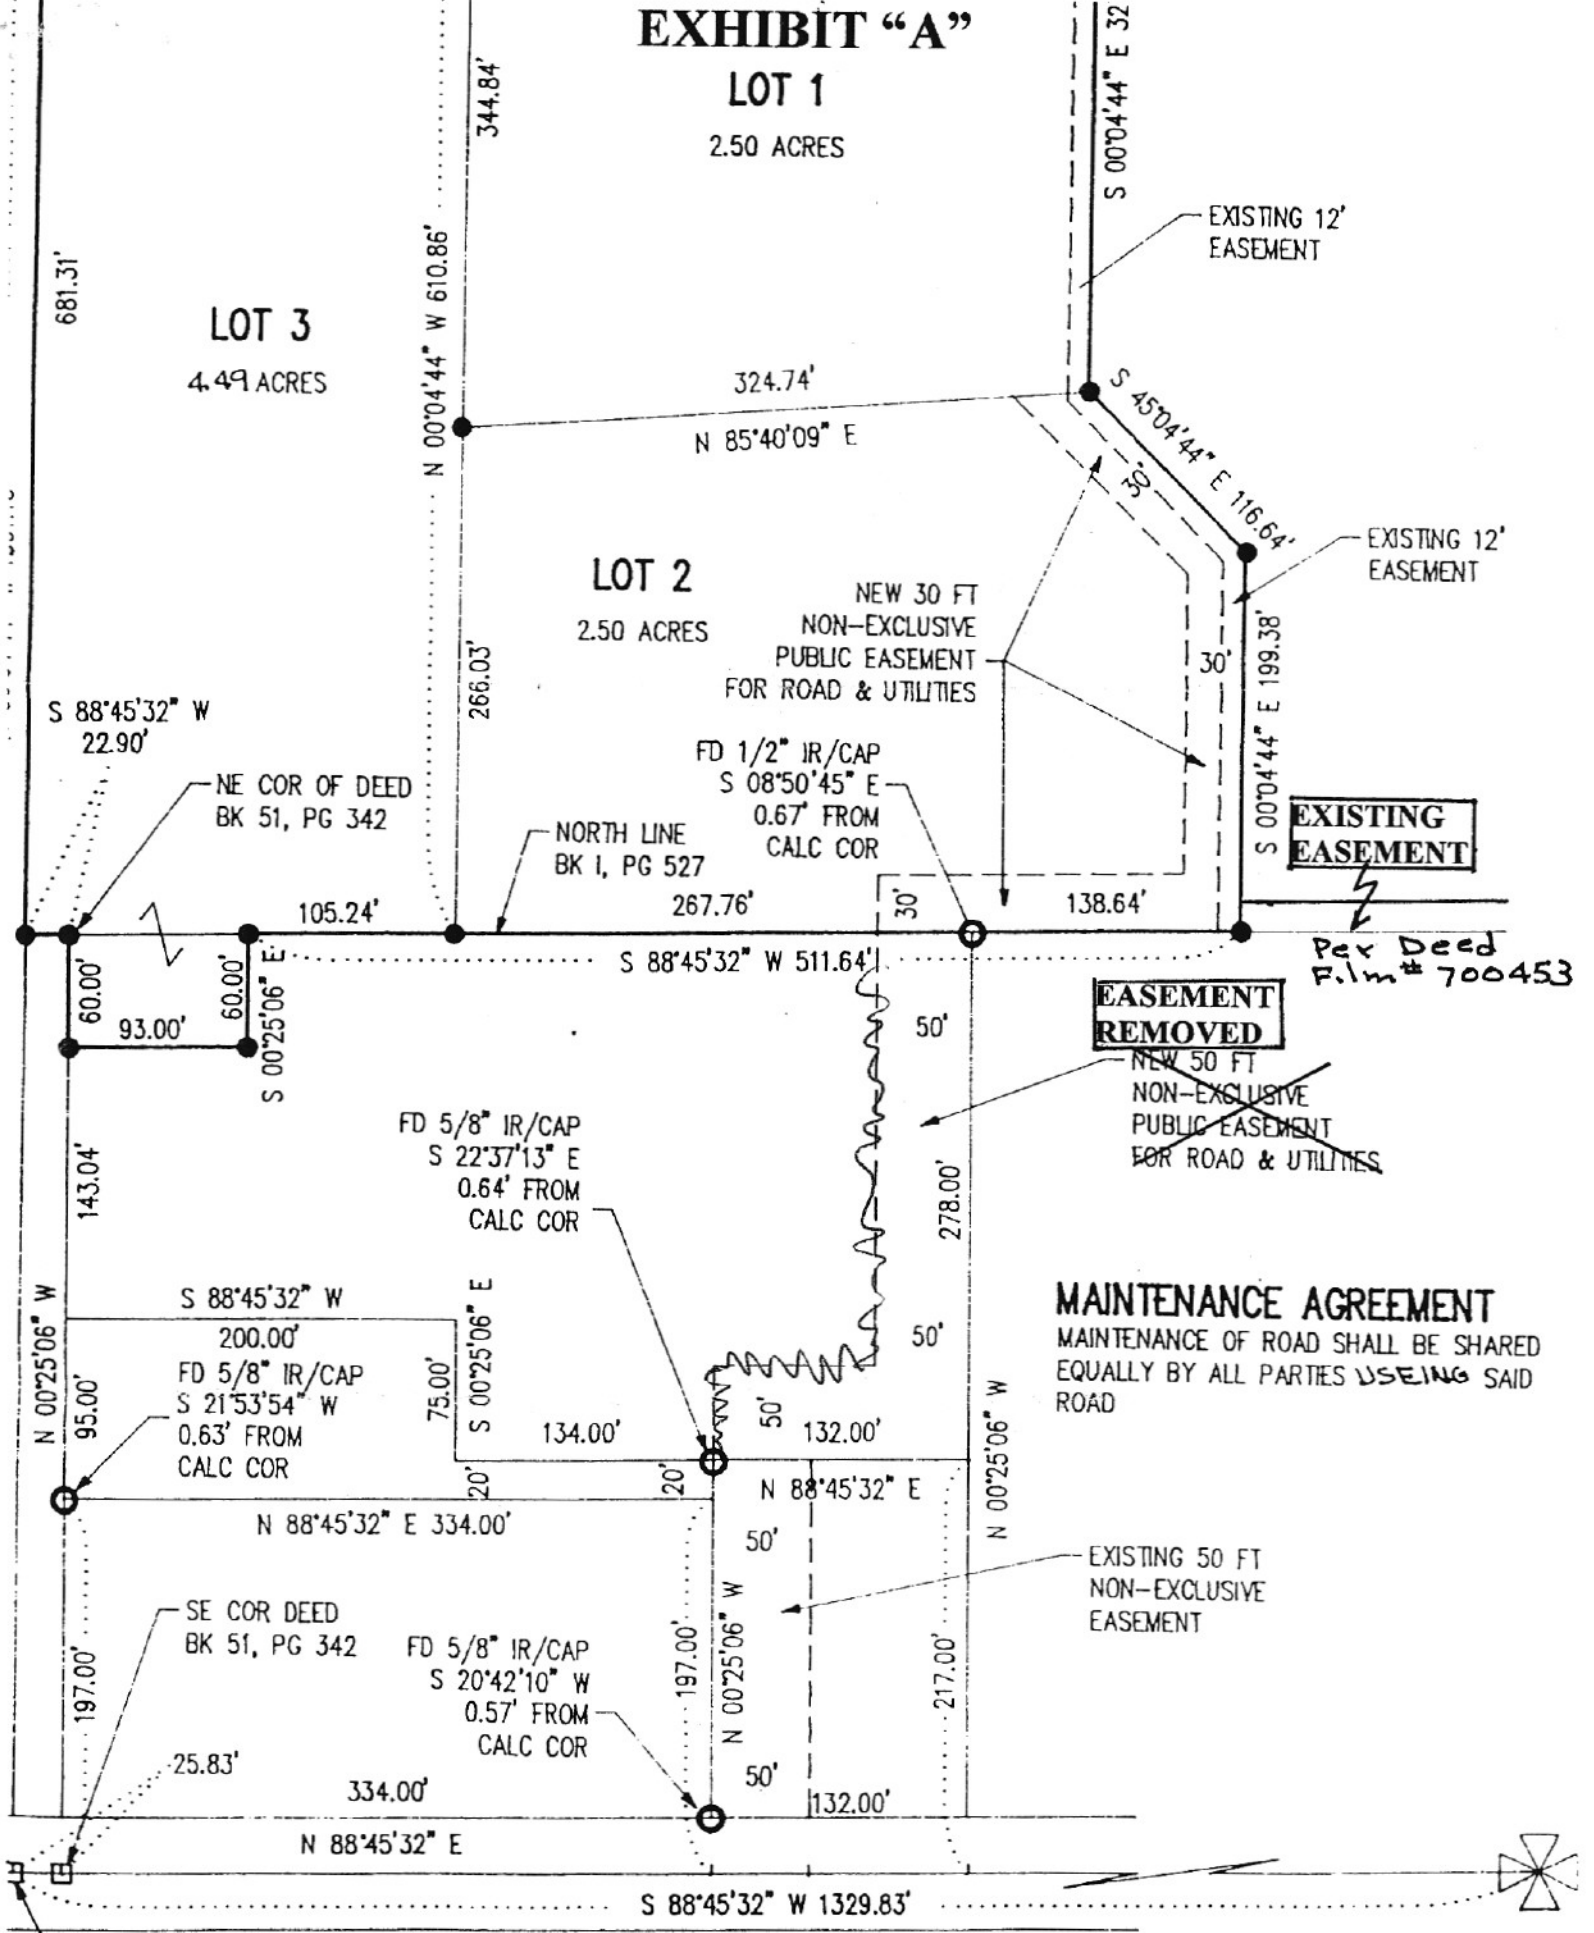 EXHIBIT “A”
LOT 1
2.50 ACRES
344.84'
S 00°04'44" E 32
EXISTING 12'
EASEMENT
681.31'
N 00°04'44" W 610.86'
LOT 3
4.49 ACRES
324.74'
N 85°40'09" E
S 45°04'44" E 116.64'
30'
EXISTING 12'
EASEMENT
LOT 2
2.50 ACRES
NEW 30 FT
NON-EXCLUSIVE
PUBLIC EASEMENT
FOR ROAD & UTILITIES
30'
266.03'
S 00°04'44" E 199.38'
S 88°45'32" W
22.90'
NE COR OF DEED
BK 51, PG 342
FD 1/2" IR/CAP
S 08°50'45" E
0.67' FROM
CALC COR
NORTH LINE
BK I, PG 527
EXISTING
EASEMENT
105.24'
267.76'
30'
138.64'
S 88°45'32" W 511.64'
Per Deed
Film # 700453
60.00'
60.00'
93.00'
S 00°25'06" E
50'
EASEMENT
REMOVED
NEW 50 FT
NON-EXCLUSIVE
PUBLIC EASEMENT
FOR ROAD & UTILITIES
FD 5/8" IR/CAP
S 22°37'13" E
0.64' FROM
CALC COR
143.04'
278.00'
N 00°25'06" W
S 88°45'32" W
200.00'
S 00°25'06" E
75.00'
50'
MAINTENANCE AGREEMENT
MAINTENANCE OF ROAD SHALL BE SHARED
EQUALLY BY ALL PARTIES USEING SAID
ROAD
FD 5/8" IR/CAP
S 21°53'54" W
0.63' FROM
CALC COR
95.00'
134.00'
50'
132.00'
N 00°25'06" W
20'
20'
N 88°45'32" E
N 88°45'32" E 334.00'
50'
EXISTING 50 FT
NON-EXCLUSIVE
EASEMENT
SE COR DEED
BK 51, PG 342
FD 5/8" IR/CAP
S 20°42'10" W
0.57' FROM
CALC COR
197.00'
197.00'
N 00°25'06" W
217.00'
25.83'
334.00'
50'
132.00'
N 88°45'32" E
S 88°45'32" W 1329.83'